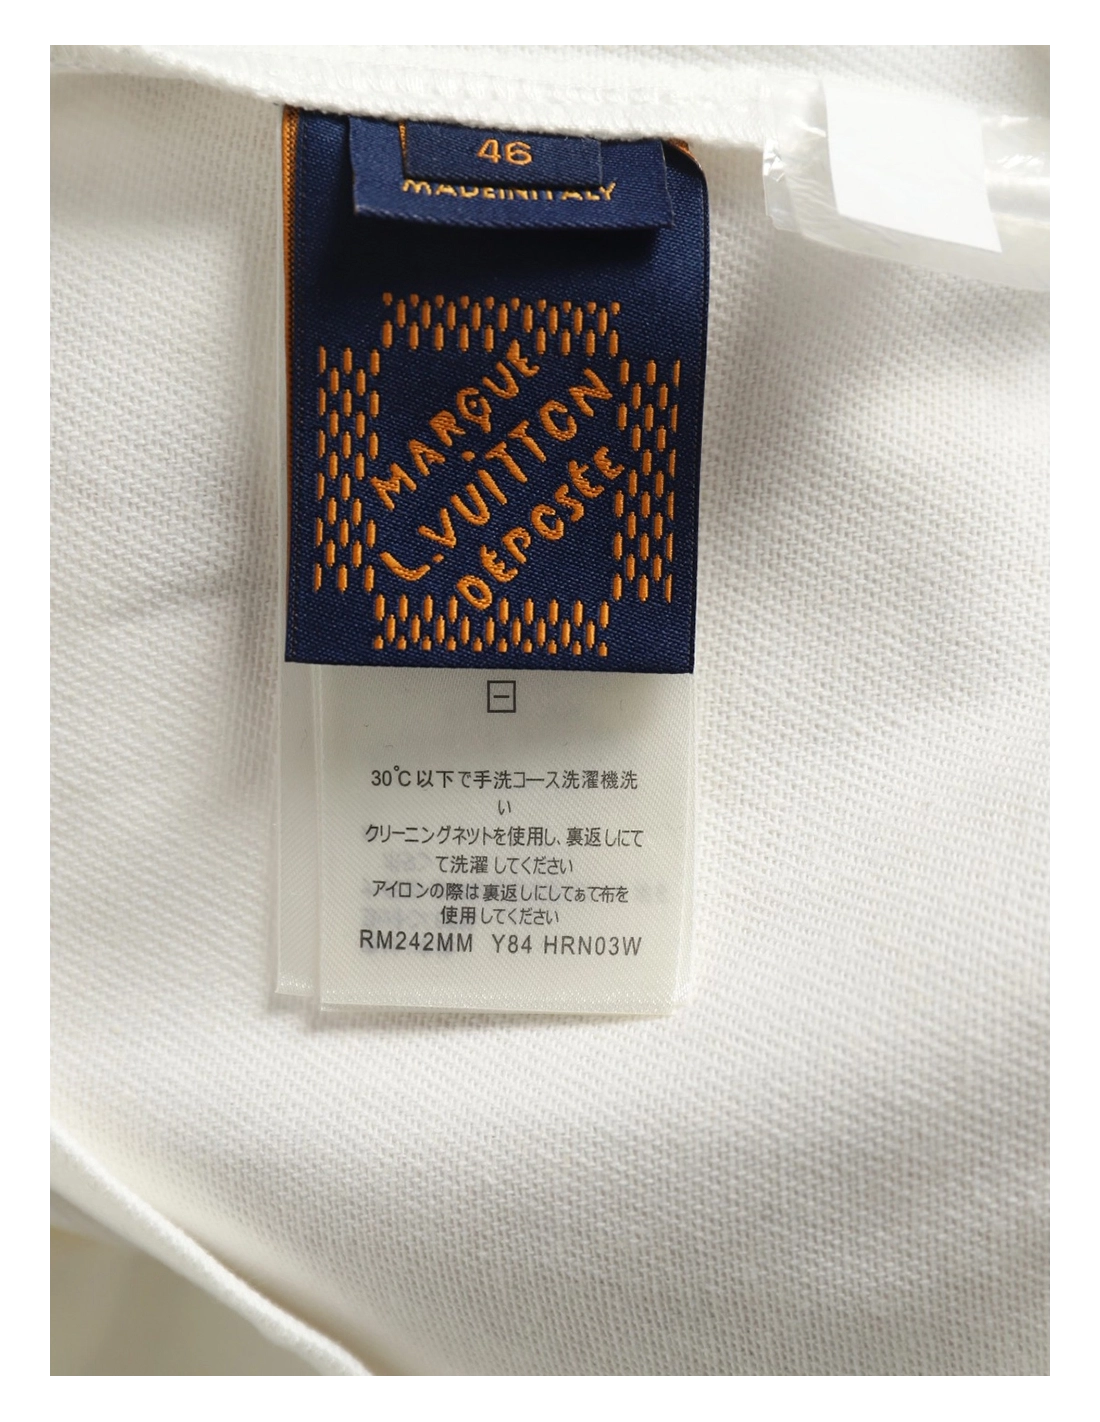 46
MADE IN ITALY
MARQUE
L.VUITTON
DÉPOSÉE
30℃以下で手洗コース洗濯機洗
い
クリーニングネットを使用し、裏返しにて
て洗濯してください
アイロンの際は裏返しにしてあて布を
使用してください
RM242MM Y84 HRN03W